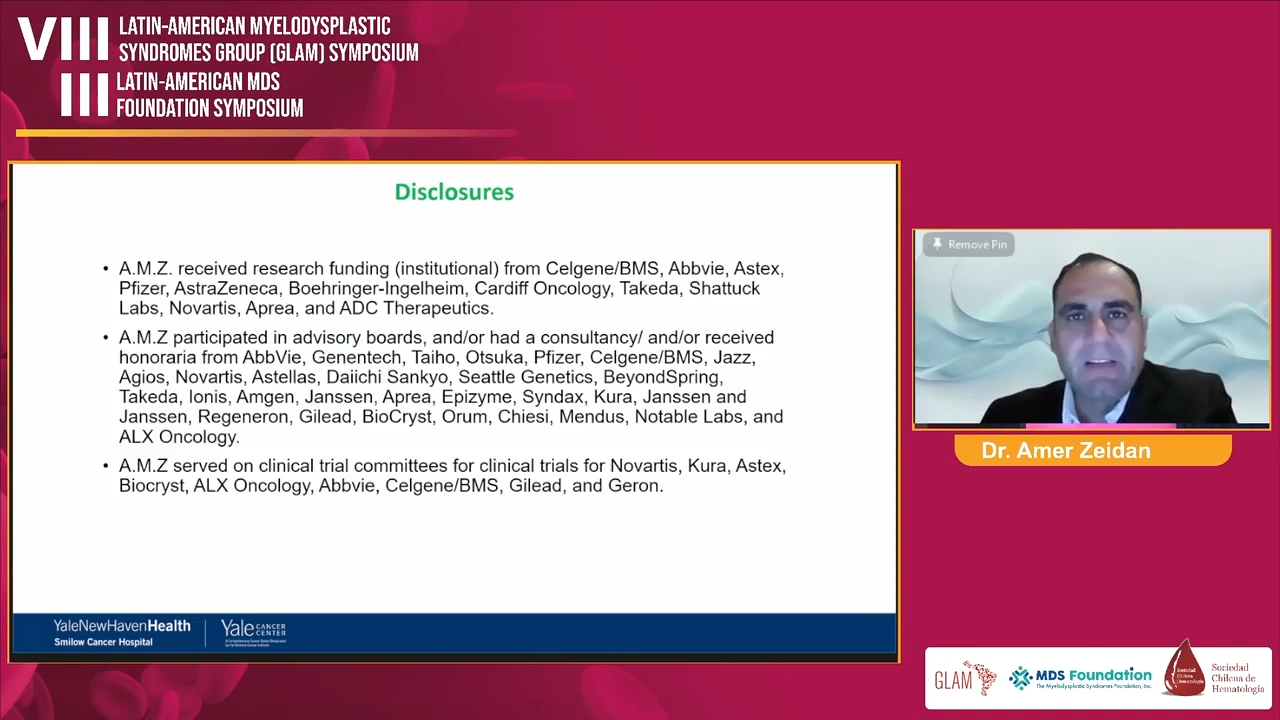 VIII
LATIN-AMERICAN MYELODYSPLASTIC
SYNDROMES GROUP (GLAM) SYMPOSIUM
III
LATIN-AMERICAN MDS
FOUNDATION SYMPOSIUM
Disclosures
• A.M.Z. received research funding (institutional) from Celgene/BMS, Abbvie, Astex,
Pfizer, AstraZeneca, Boehringer-Ingelheim, Cardiff Oncology, Takeda, Shattuck
Labs, Novartis, Aprea, and ADC Therapeutics.
• A.M.Z participated in advisory boards, and/or had a consultancy/ and/or received
honoraria from AbbVie, Genentech, Taiho, Otsuka, Pfizer, Celgene/BMS, Jazz,
Agios, Novartis, Astellas, Daiichi Sankyo, Seattle Genetics, BeyondSpring,
Takeda, Ionis, Amgen, Janssen, Aprea, Epizyme, Syndax, Kura, Janssen and
Janssen, Regeneron, Gilead, BioCryst, Orum, Chiesi, Mendus, Notable Labs, and
ALX Oncology.
• A.M.Z served on clinical trial committees for clinical trials for Novartis, Kura, Astex,
Biocryst, ALX Oncology, Abbvie, Celgene/BMS, Gilead, and Geron.
YaleNewHavenHealth
Smilow Cancer Hospital
Yale CANCER
CENTER
Remove Pin
Dr. Amer Zeidan
GLAM
MDS Foundation
The Myelodysplastic Syndromes Foundation, Inc.
Sociedad
Chilena de
Hematología
Sociedad
Chilena de
Hematología